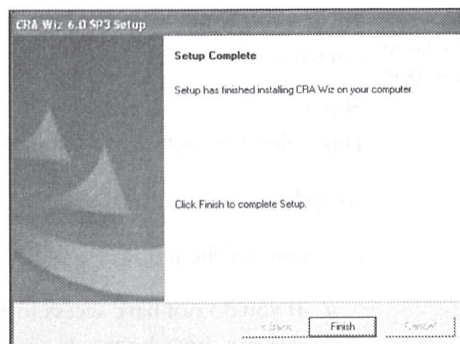 CRA Wiz 6.0 SP3 Setup
Setup Complete
Setup has finished installing CRA Wiz on your computer.
Click Finish to complete Setup.
< Back
Finish
Cancel